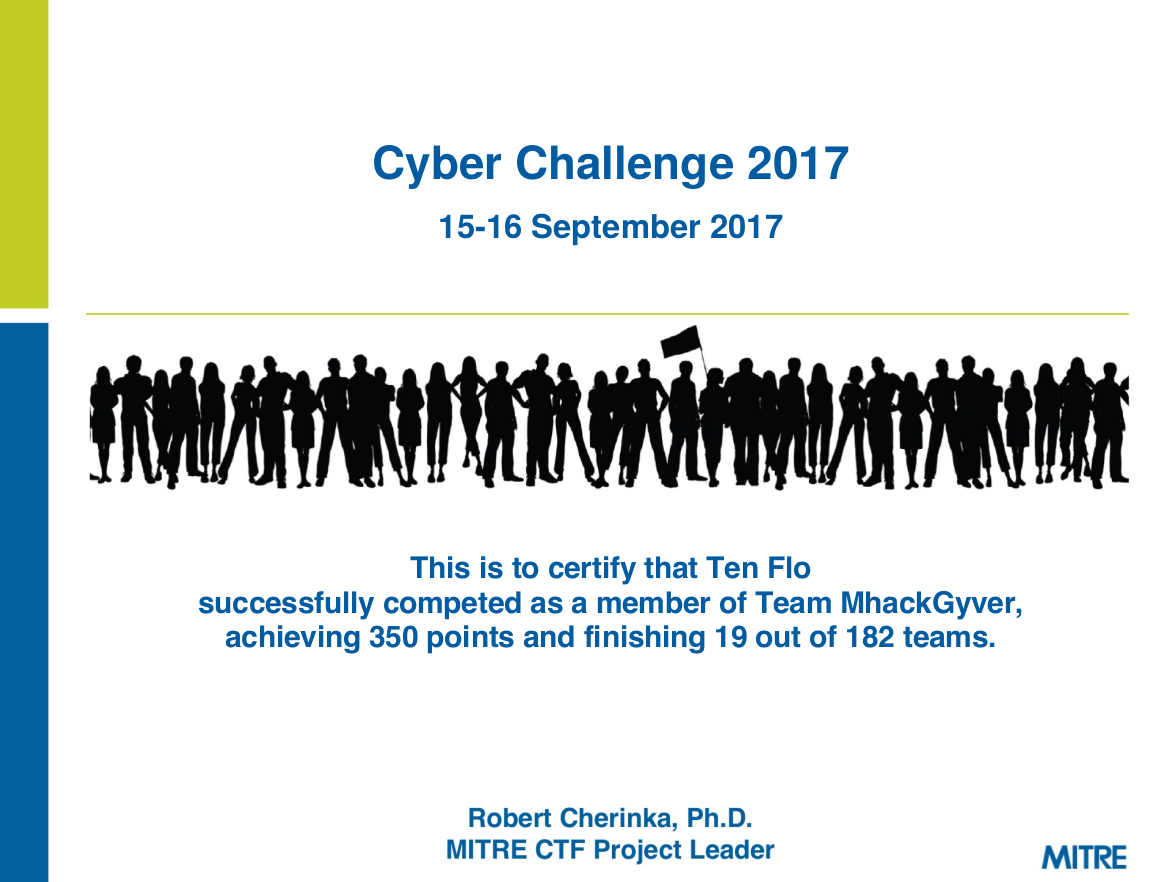 Cyber Challenge 2017
15-16 September 2017
This is to certify that Ten Flo
successfully competed as a member of Team MhackGyver,
achieving 350 points and finishing 19 out of 182 teams.
Robert Cherinka, Ph.D.
MITRE CTF Project Leader
MITRE